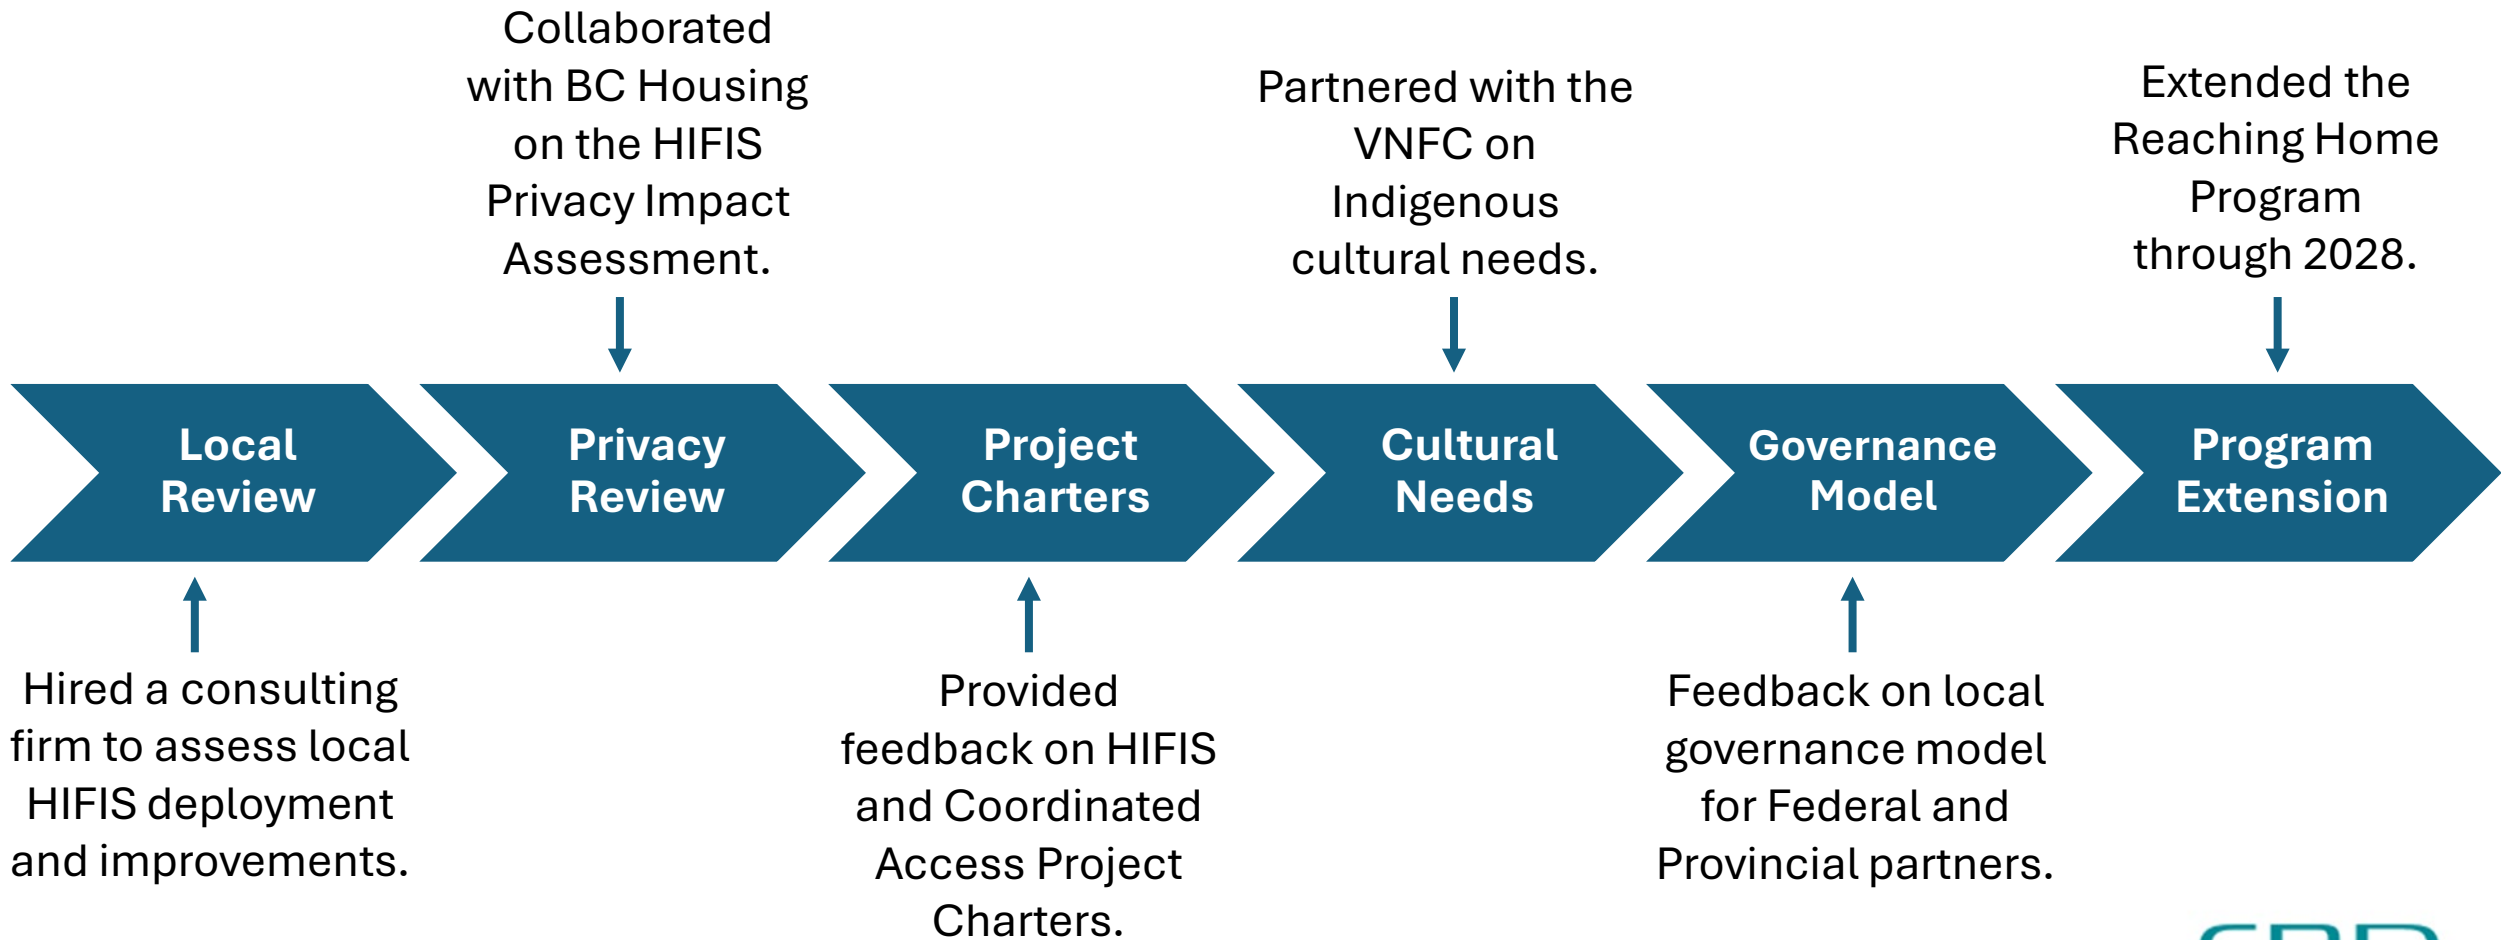 Collaborated
with BC Housing
on the HIFIS
Privacy Impact
Assessment.
Partnered with the
VNFC on
Indigenous
cultural needs.
Extended the
Reaching Home
Program
through 2028.
Local
Review
Privacy
Review
Project
Charters
Cultural
Needs
Governance
Model
Program
Extension
Hired a consulting
firm to assess local
HIFIS deployment
and improvements.
Provided
feedback on HIFIS
and Coordinated
Access Project
Charters.
Feedback on local
governance model
for Federal and
Provincial partners.